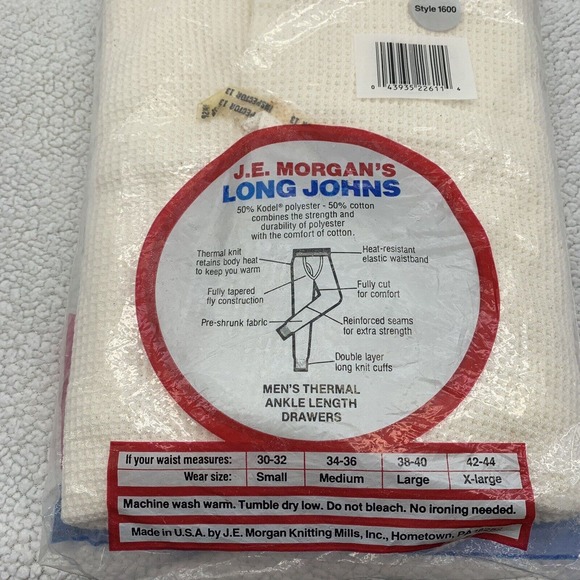 Style 1600
0 43935 22611 4
INSPECTOR 13
J.E. MORGAN'S
LONG JOHNS
50% Kodel® polyester - 50% cotton
combines the strength and
durability of polyester
with the comfort of cotton.
Thermal knit
retains body heat
to keep you warm
Heat-resistant
elastic waistband
Fully tapered
fly construction
Fully cut
for comfort
Pre-shrunk fabric
Reinforced seams
for extra strength
Double layer
long knit cuffs
MEN'S THERMAL
ANKLE LENGTH
DRAWERS
If your waist measures: 30-32 34-36 38-40 42-44
Wear size: Small Medium Large X-large
Machine wash warm. Tumble dry low. Do not bleach. No ironing needed.
Made in U.S.A. by J.E. Morgan Knitting Mills, Inc., Hometown, PA